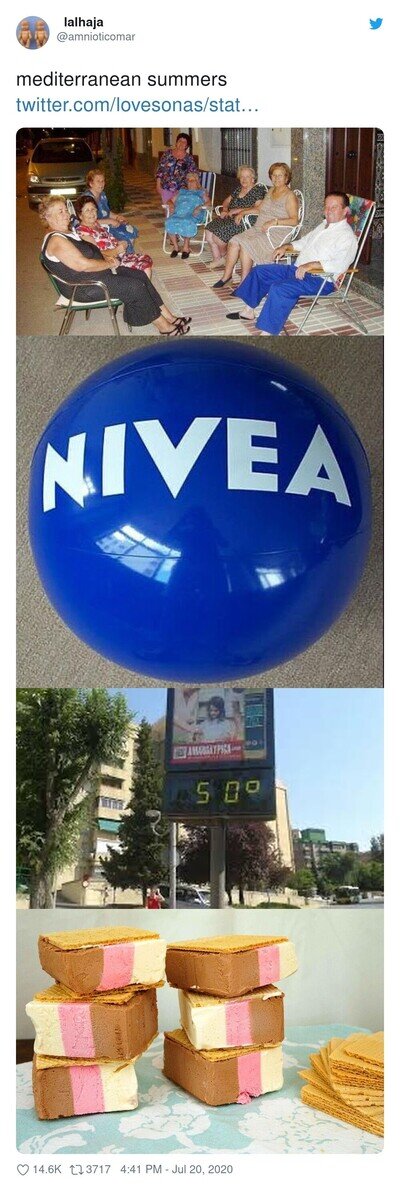 lalhaja
@amnioticomar
mediterranean summers
twitter.com/lovesonas/stat…
NIVEA
50°
14.6K 3717 4:41 PM - Jul 20, 2020